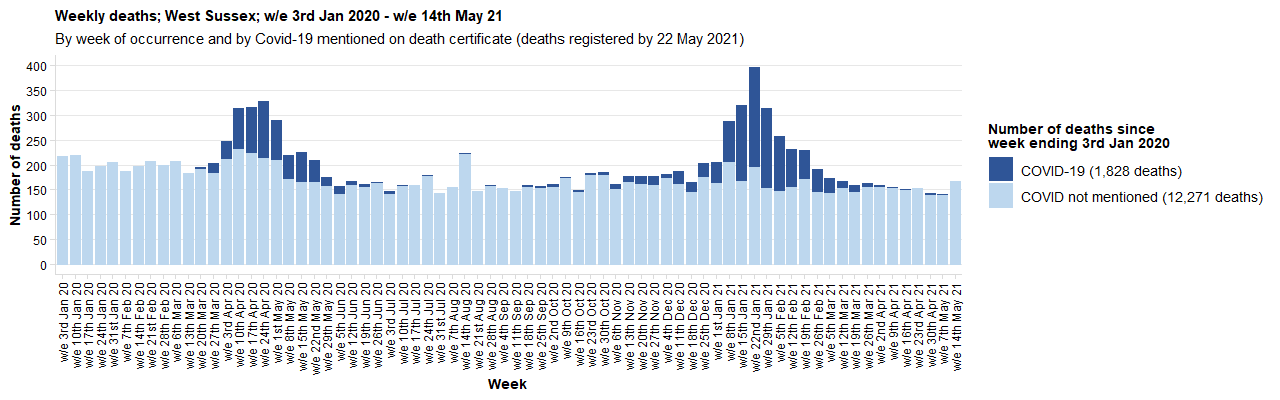 Weekly deaths; West Sussex; w/e 3rd Jan 2020 - w/e 14th May 21
By week of occurrence and by Covid-19 mentioned on death certificate (deaths registered by 22 May 2021)
Number of deaths
400
350
300
250
200
150
100
50
0
w/e 3rd Jan 20
w/e 10th Jan 20
w/e 17th Jan 20
w/e 24th Jan 20
w/e 31st Jan 20
w/e 7th Feb 20
w/e 14th Feb 20
w/e 21st Feb 20
w/e 28th Feb 20
w/e 6th Mar 20
w/e 13th Mar 20
w/e 20th Mar 20
w/e 27th Mar 20
w/e 3rd Apr 20
w/e 10th Apr 20
w/e 17th Apr 20
w/e 24th Apr 20
w/e 1st May 20
w/e 8th May 20
w/e 15th May 20
w/e 22nd May 20
w/e 29th May 20
w/e 5th Jun 20
w/e 12th Jun 20
w/e 19th Jun 20
w/e 26th Jun 20
w/e 3rd Jul 20
w/e 10th Jul 20
w/e 17th Jul 20
w/e 24th Jul 20
w/e 31st Jul 20
w/e 7th Aug 20
w/e 14th Aug 20
w/e 21st Aug 20
w/e 28th Aug 20
w/e 4th Sep 20
w/e 11th Sep 20
w/e 18th Sep 20
w/e 25th Sep 20
w/e 2nd Oct 20
w/e 9th Oct 20
w/e 16th Oct 20
w/e 23rd Oct 20
w/e 30th Oct 20
w/e 6th Nov 20
w/e 13th Nov 20
w/e 20th Nov 20
w/e 27th Nov 20
w/e 4th Dec 20
w/e 11th Dec 20
w/e 18th Dec 20
w/e 25th Dec 20
w/e 1st Jan 21
w/e 8th Jan 21
w/e 15th Jan 21
w/e 22nd Jan 21
w/e 29th Jan 21
w/e 5th Feb 21
w/e 12th Feb 21
w/e 19th Feb 21
w/e 26th Feb 21
w/e 5th Mar 21
w/e 12th Mar 21
w/e 19th Mar 21
w/e 26th Mar 21
w/e 2nd Apr 21
w/e 9th Apr 21
w/e 16th Apr 21
w/e 23rd Apr 21
w/e 30th Apr 21
w/e 7th May 21
w/e 14th May 21
Week
Number of deaths since
week ending 3rd Jan 2020
COVID-19 (1,828 deaths)
COVID not mentioned (12,271 deaths)